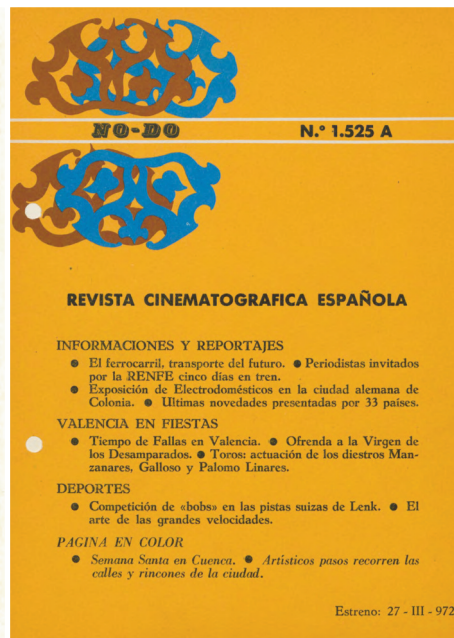 NO-DO N.º 1.525 A
REVISTA CINEMATOGRAFICA ESPAÑOLA
INFORMACIONES Y REPORTAJES
● El ferrocarril, transporte del futuro. ● Periodistas invitados
por la RENFE cinco días en tren.
● Exposición de Electrodomésticos en la ciudad alemana de
Colonia. ● Ultimas novedades presentadas por 33 países.
VALENCIA EN FIESTAS
● Tiempo de Fallas en Valencia. ● Ofrenda a la Virgen de
los Desamparados. ● Toros: actuación de los diestros Man-
zanares, Galloso y Palomo Linares.
DEPORTES
● Competición de «bobs» en las pistas suizas de Lenk. ● El
arte de las grandes velocidades.
PAGINA EN COLOR
● Semana Santa en Cuenca. ● Artísticos pasos recorren las
calles y rincones de la ciudad.
Estreno: 27 - III - 972